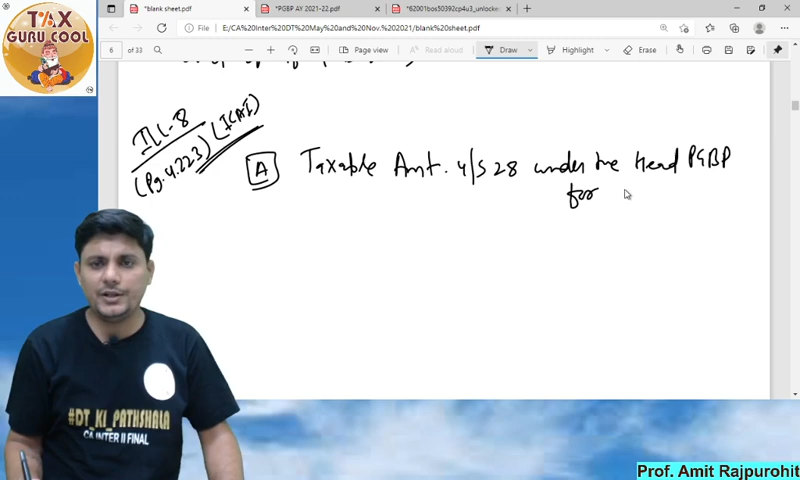 TAX
GURU COOL
*blank sheet.pdf
*PGBP AY 2021-22.pdf
*62001bos50392cp4u3_unlocke
File
E:/CA%20Inter%20DT%20May%20and%20Nov.%202021/blank%20sheet.pdf
6 of 33
Page view
Read aloud
Draw
Highlight
Erase
ILL-8
(Pg.4.223) (ICAI)
A Taxable Amt. u/s 28 under the Head PGBP
for
#DT_KI_PATHSHALA
CA INTER II FINAL
Prof. Amit Rajpurohit